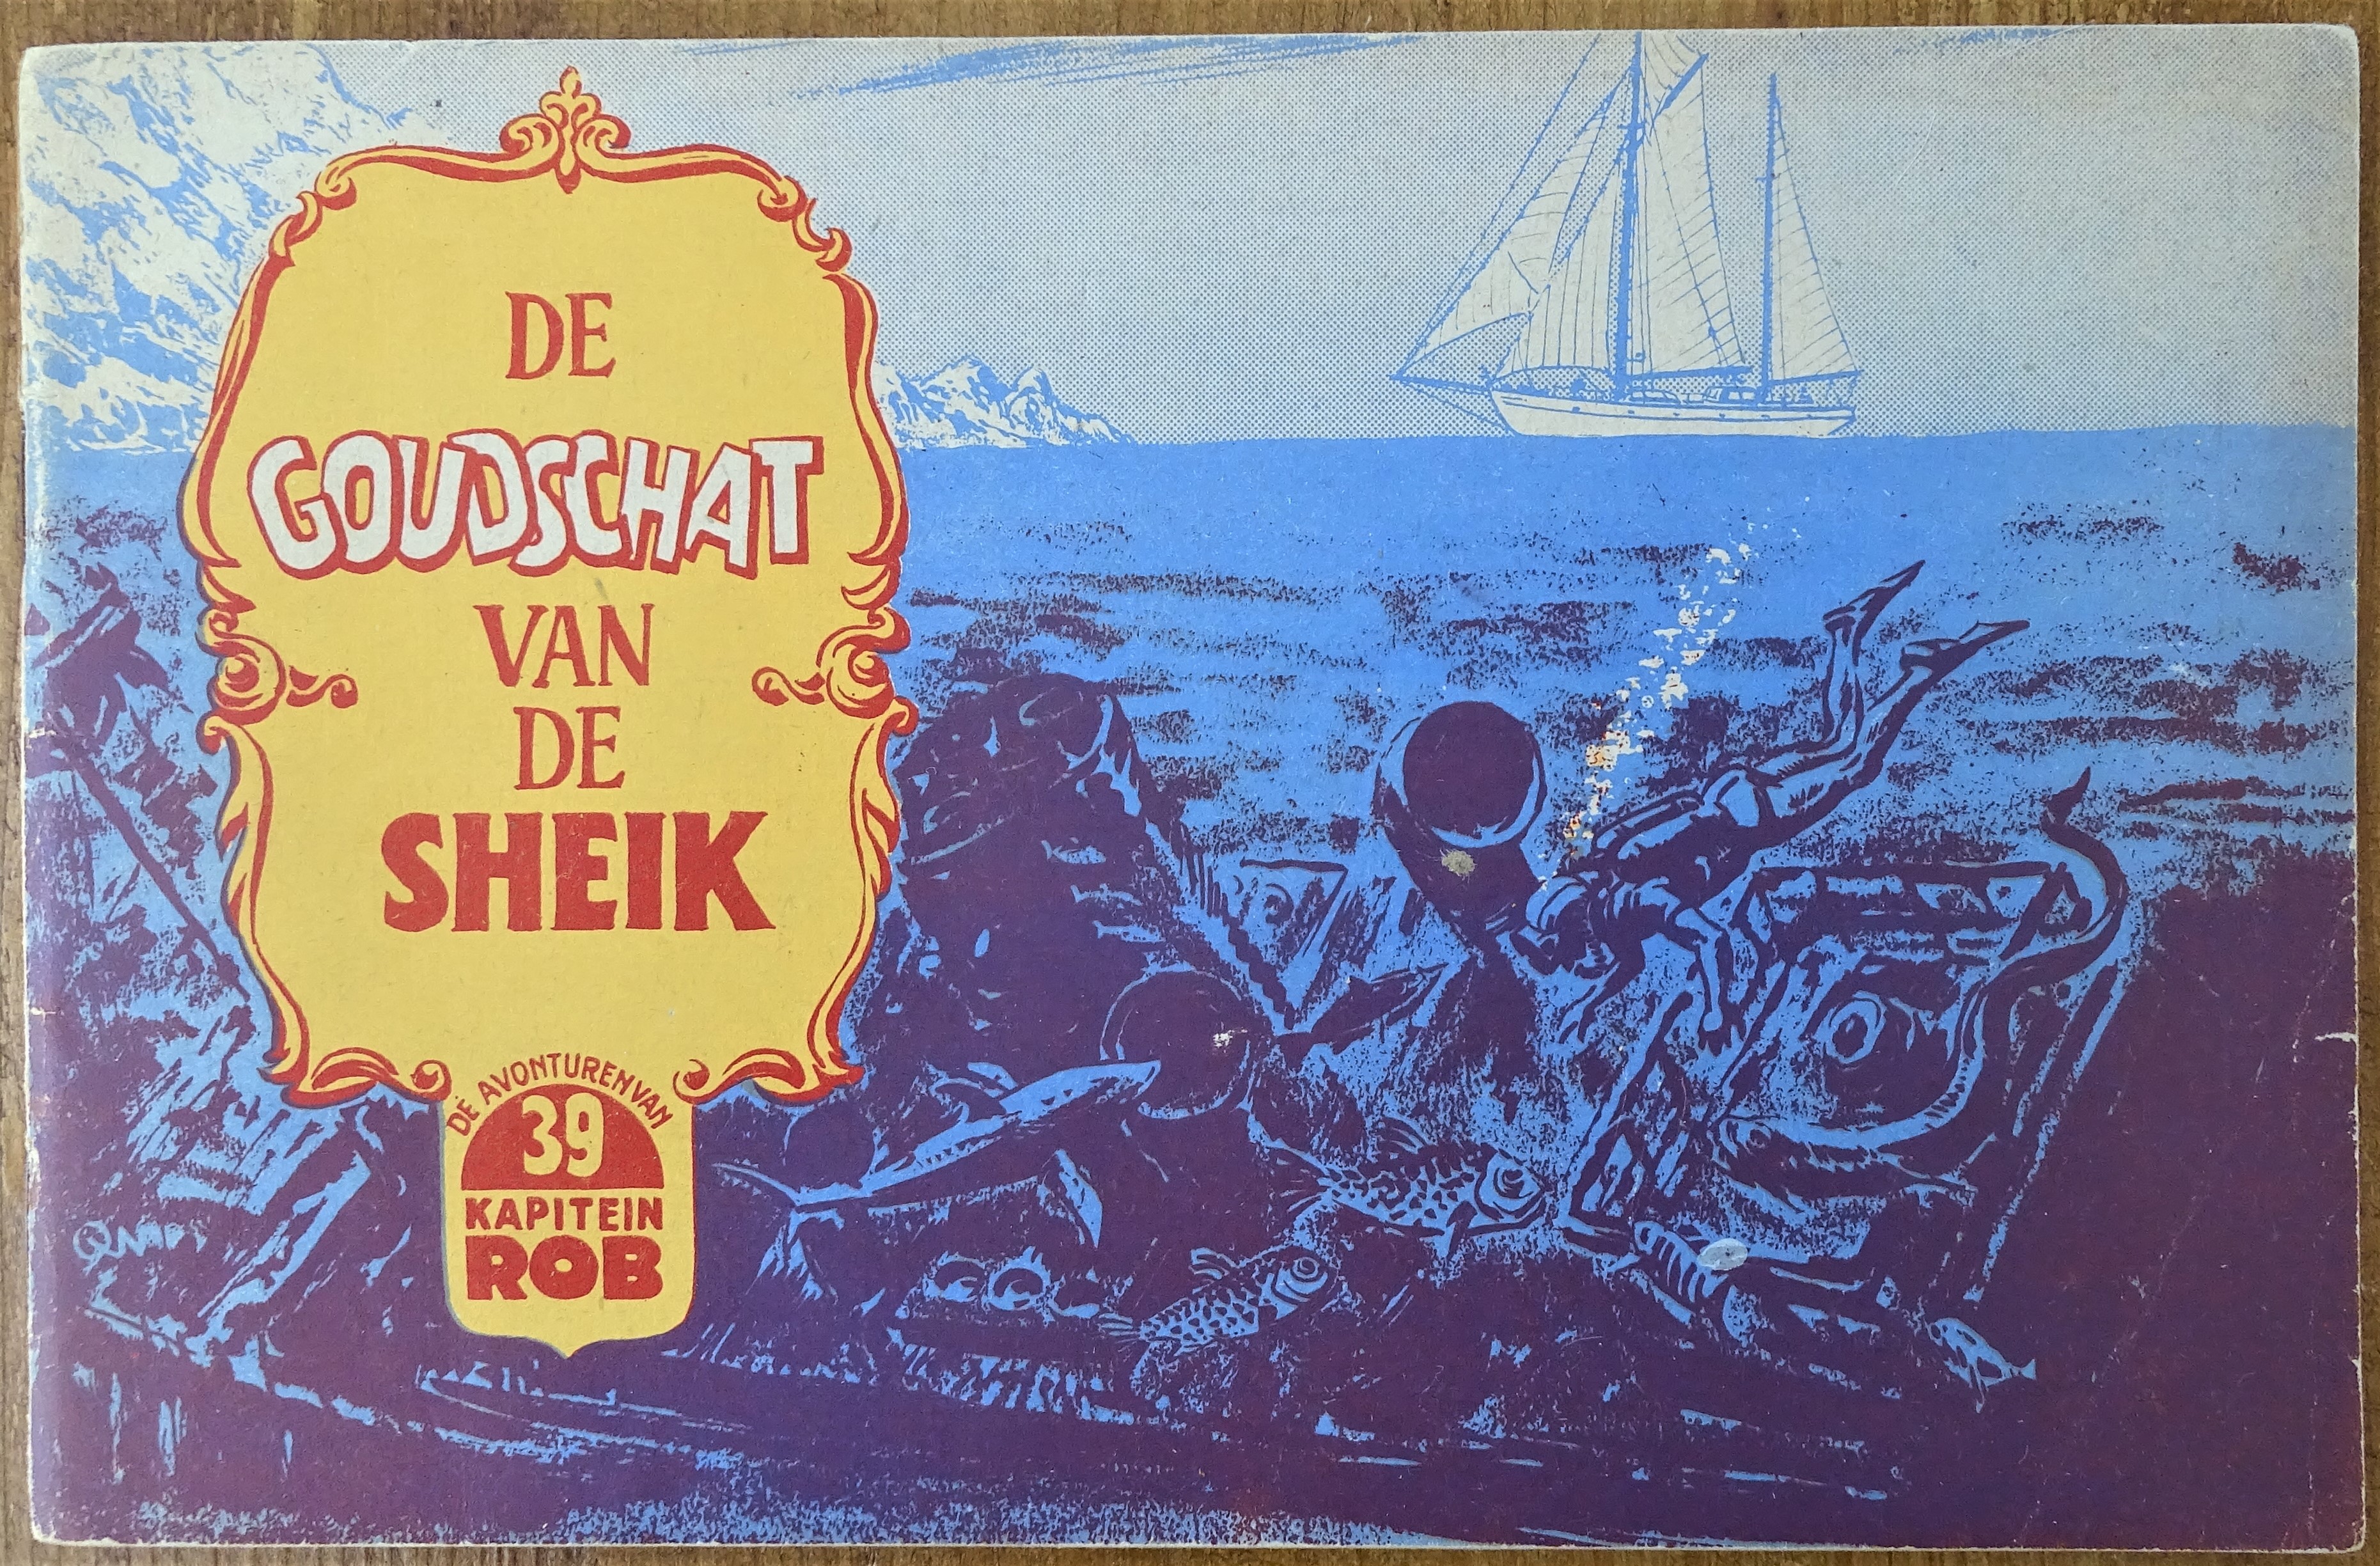 DE
GOUDSCHAT
VAN
DE
SHEIK
DE AVONTUREN VAN
39
KAPITEIN
ROB